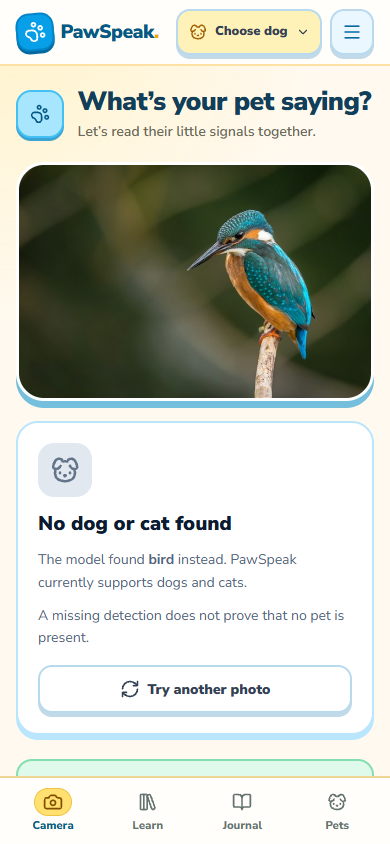 PawSpeak.
Choose dog
What’s your pet saying?
Let’s read their little signals together.
No dog or cat found
The model found bird instead. PawSpeak
currently supports dogs and cats.
A missing detection does not prove that no pet is
present.
Try another photo
Camera
Learn
Journal
Pets